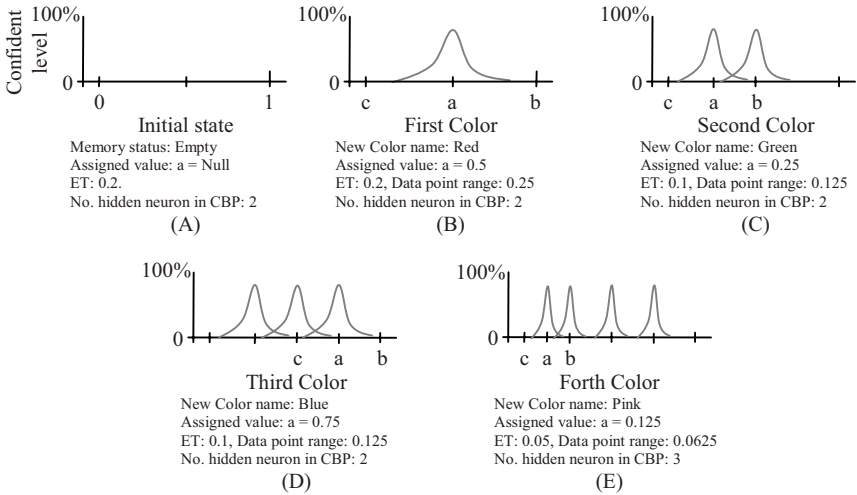 100%
Confident
level
0
0
1
Initial state
Memory status: Empty
Assigned value: a = Null
ET: 0.2.
No. hidden neuron in CBP: 2
(A)
100%
0
c a b
First Color
New Color name: Red
Assigned value: a = 0.5
ET: 0.2, Data point range: 0.25
No. hidden neuron in CBP: 2
(B)
100%
0
c a b
Second Color
New Color name: Green
Assigned value: a = 0.25
ET: 0.1, Data point range: 0.125
No. hidden neuron in CBP: 2
(C)
100%
0
c a b
Third Color
New Color name: Blue
Assigned value: a = 0.75
ET: 0.1, Data point range: 0.125
No. hidden neuron in CBP: 2
(D)
100%
0
c a b
Forth Color
New Color name: Pink
Assigned value: a = 0.125
ET: 0.05, Data point range: 0.0625
No. hidden neuron in CBP: 3
(E)